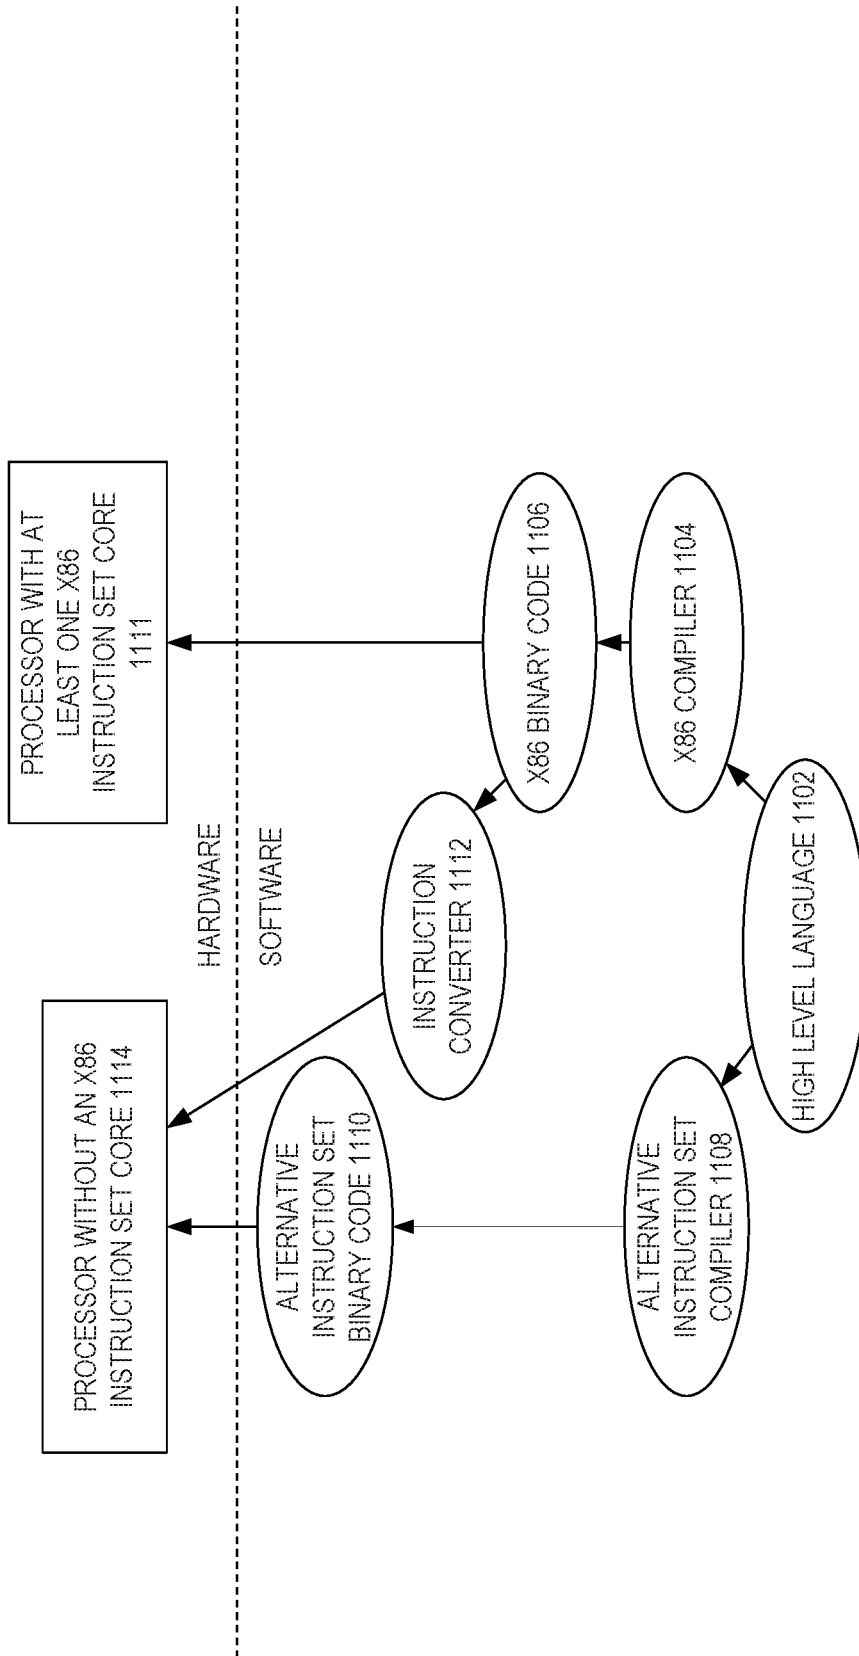 PROCESSOR WITHOUT AN X86
INSTRUCTION SET CORE 1114
PROCESSOR WITH AT
LEAST ONE X86
INSTRUCTION SET CORE
1111
HARDWARE
SOFTWARE
ALTERNATIVE
INSTRUCTION SET
BINARY CODE 1110
INSTRUCTION
CONVERTER 1112
X86 BINARY CODE 1106
ALTERNATIVE
INSTRUCTION SET
COMPILER 1108
X86 COMPILER 1104
HIGH LEVEL LANGUAGE 1102